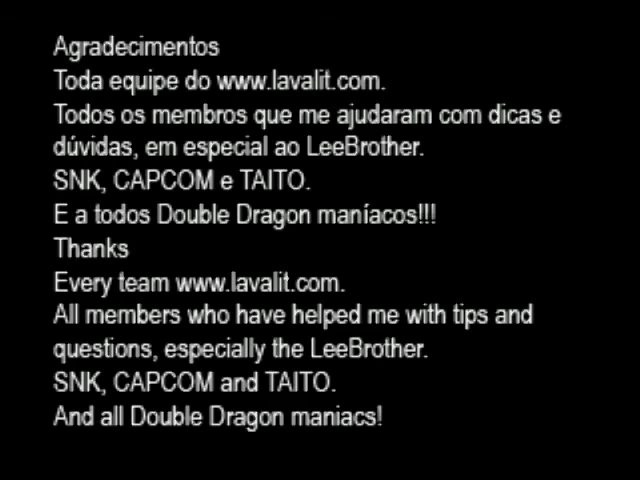 Agradecimentos
Toda equipe do www.lavalit.com.
Todos os membros que me ajudaram com dicas e
dúvidas, em especial ao LeeBrother.
SNK, CAPCOM e TAITO.
E a todos Double Dragon maníacos!!!
Thanks
Every team www.lavalit.com.
All members who have helped me with tips and
questions, especially the LeeBrother.
SNK, CAPCOM and TAITO.
And all Double Dragon maniacs!